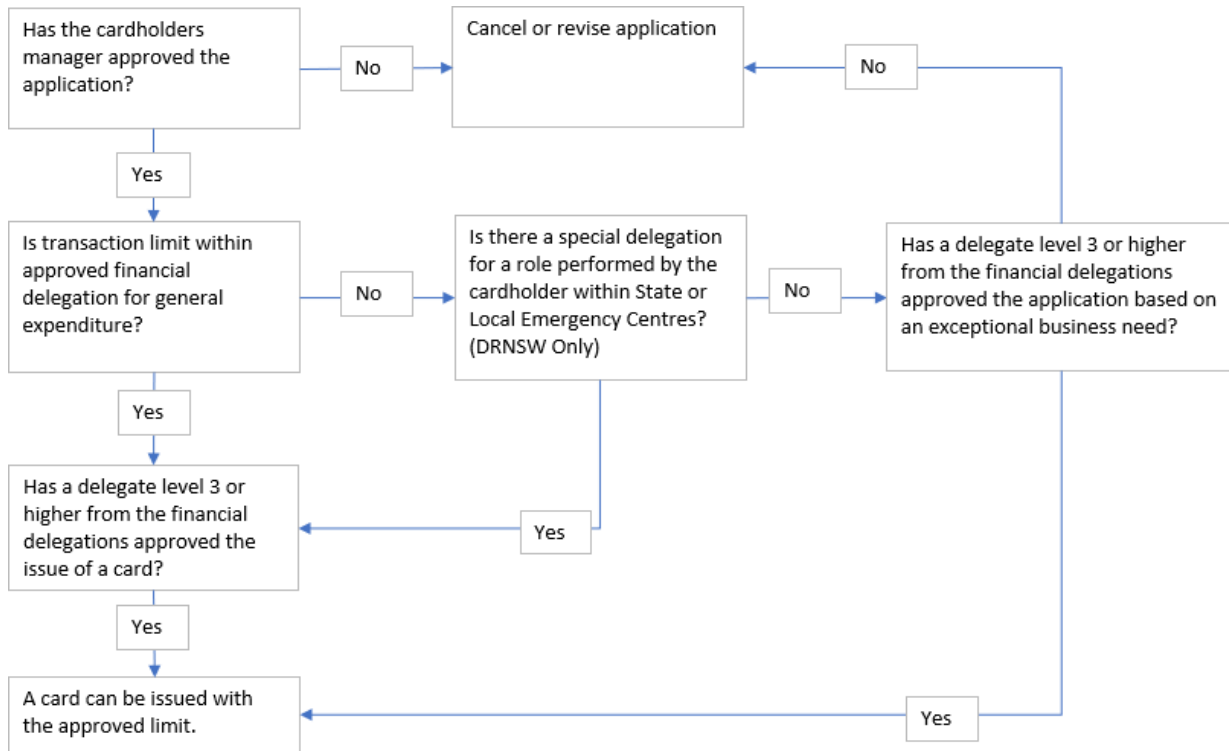 Has the cardholders
manager approved the
application?
No
Cancel or revise application
No
Yes
Is transaction limit within
approved financial
delegation for general
expenditure?
No
Is there a special delegation
for a role performed by the
cardholder within State or
Local Emergency Centres?
(DRNSW Only)
No
Has a delegate level 3 or higher
from the financial delegations
approved the application based on
an exceptional business need?
Yes
Has a delegate level 3 or
higher from the financial
delegations approved the
issue of a card?
Yes
Yes
A card can be issued with
the approved limit.
Yes